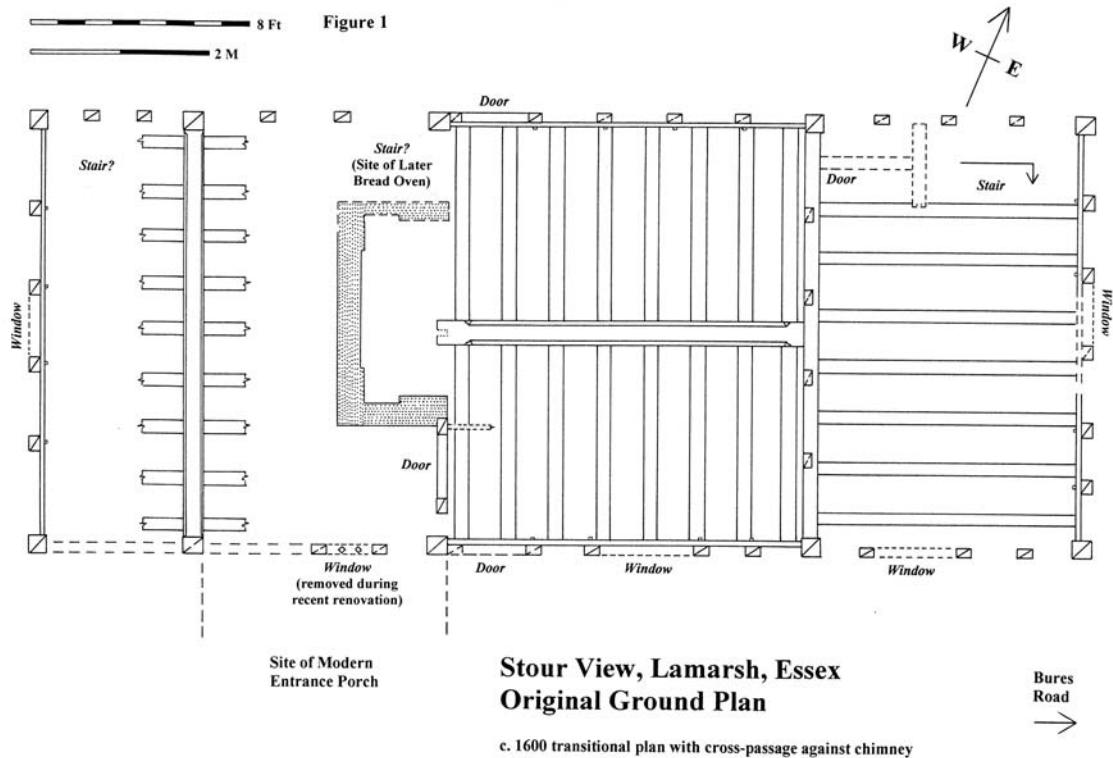 8 Ft
Figure 1
2 M
W
E
Door
Stair?
Stair?
(Site of Later
Bread Oven)
Door
Stair
Window
Window
Door
Window
(removed during
recent renovation)
Door
Window
Window
Site of Modern
Entrance Porch
Stour View, Lamarsh, Essex
Original Ground Plan
Bures
Road
c. 1600 transitional plan with cross-passage against chimney